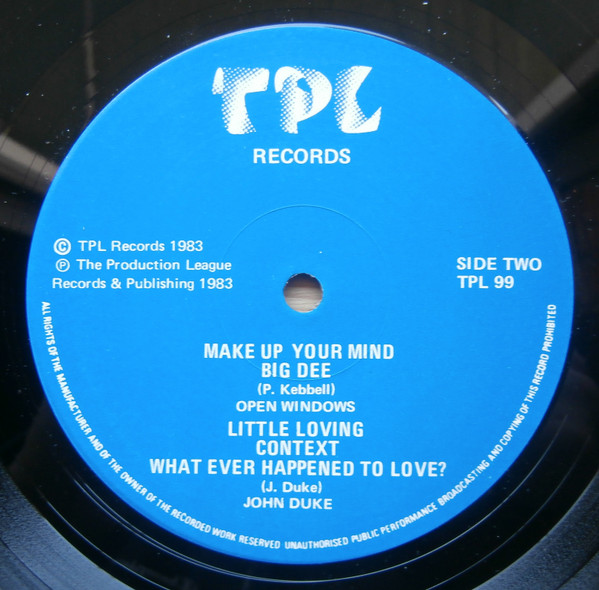 TPL
RECORDS
© TPL Records 1983
℗ The Production League
Records & Publishing 1983
SIDE TWO
TPL 99
MAKE UP YOUR MIND
BIG DEE
(P. Kebbell)
OPEN WINDOWS
LITTLE LOVING
CONTEXT
WHAT EVER HAPPENED TO LOVE?
(J. Duke)
JOHN DUKE
ALL RIGHTS OF THE MANUFACTURER AND OF THE OWNER OF THE RECORDED WORK RESERVED UNAUTHORISED PUBLIC PERFORMANCE BROADCASTING AND COPYING OF THIS RECORD PROHIBITED